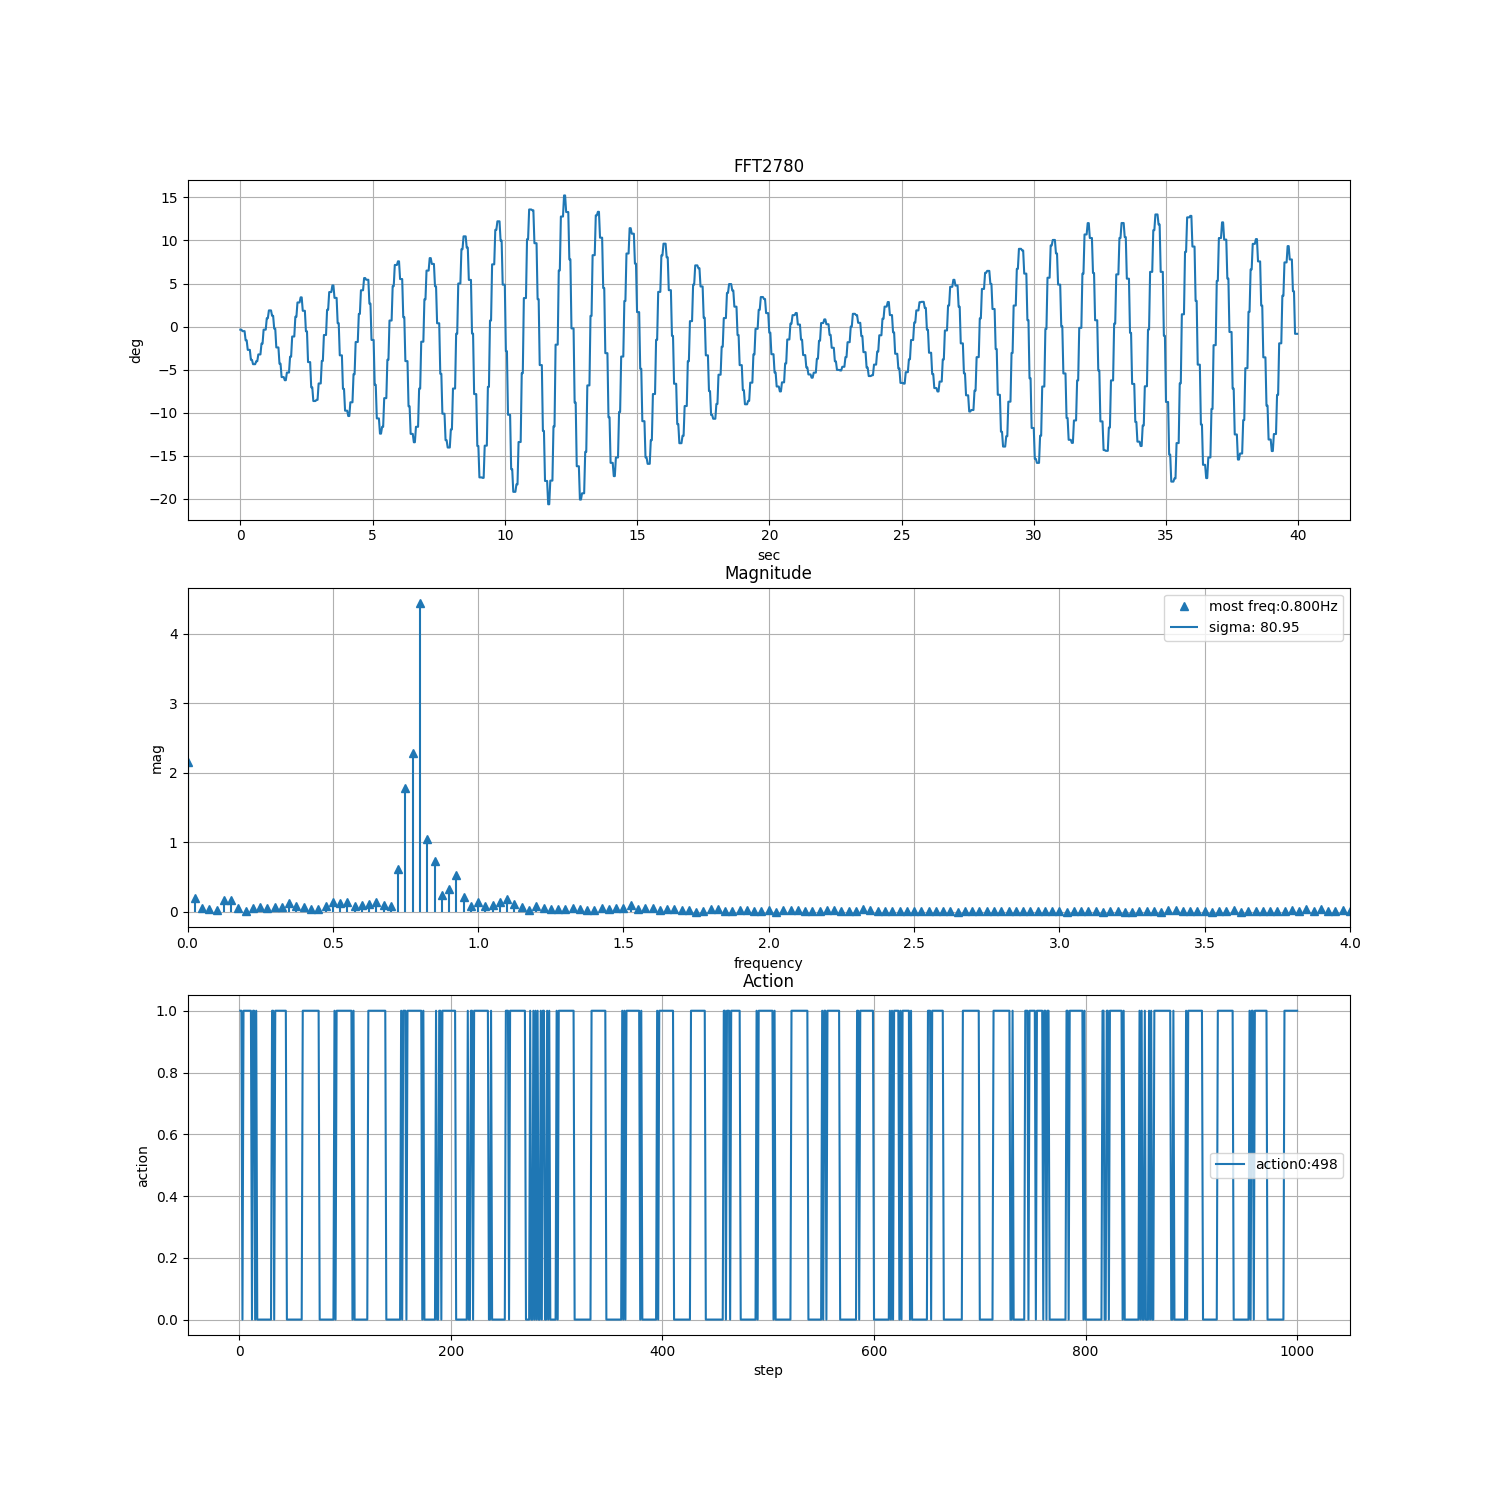 FFT2780
15
10
5
0
−5
−10
−15
−20
deg
0 5 10 15 20 25 30 35 40
sec
Magnitude
most freq:0.800Hz
sigma: 80.95
4
3
2
1
0
mag
0.0 0.5 1.0 1.5 2.0 2.5 3.0 3.5 4.0
frequency
Action
1.0
0.8
0.6
0.4
0.2
0.0
action
action0:498
0 200 400 600 800 1000
step